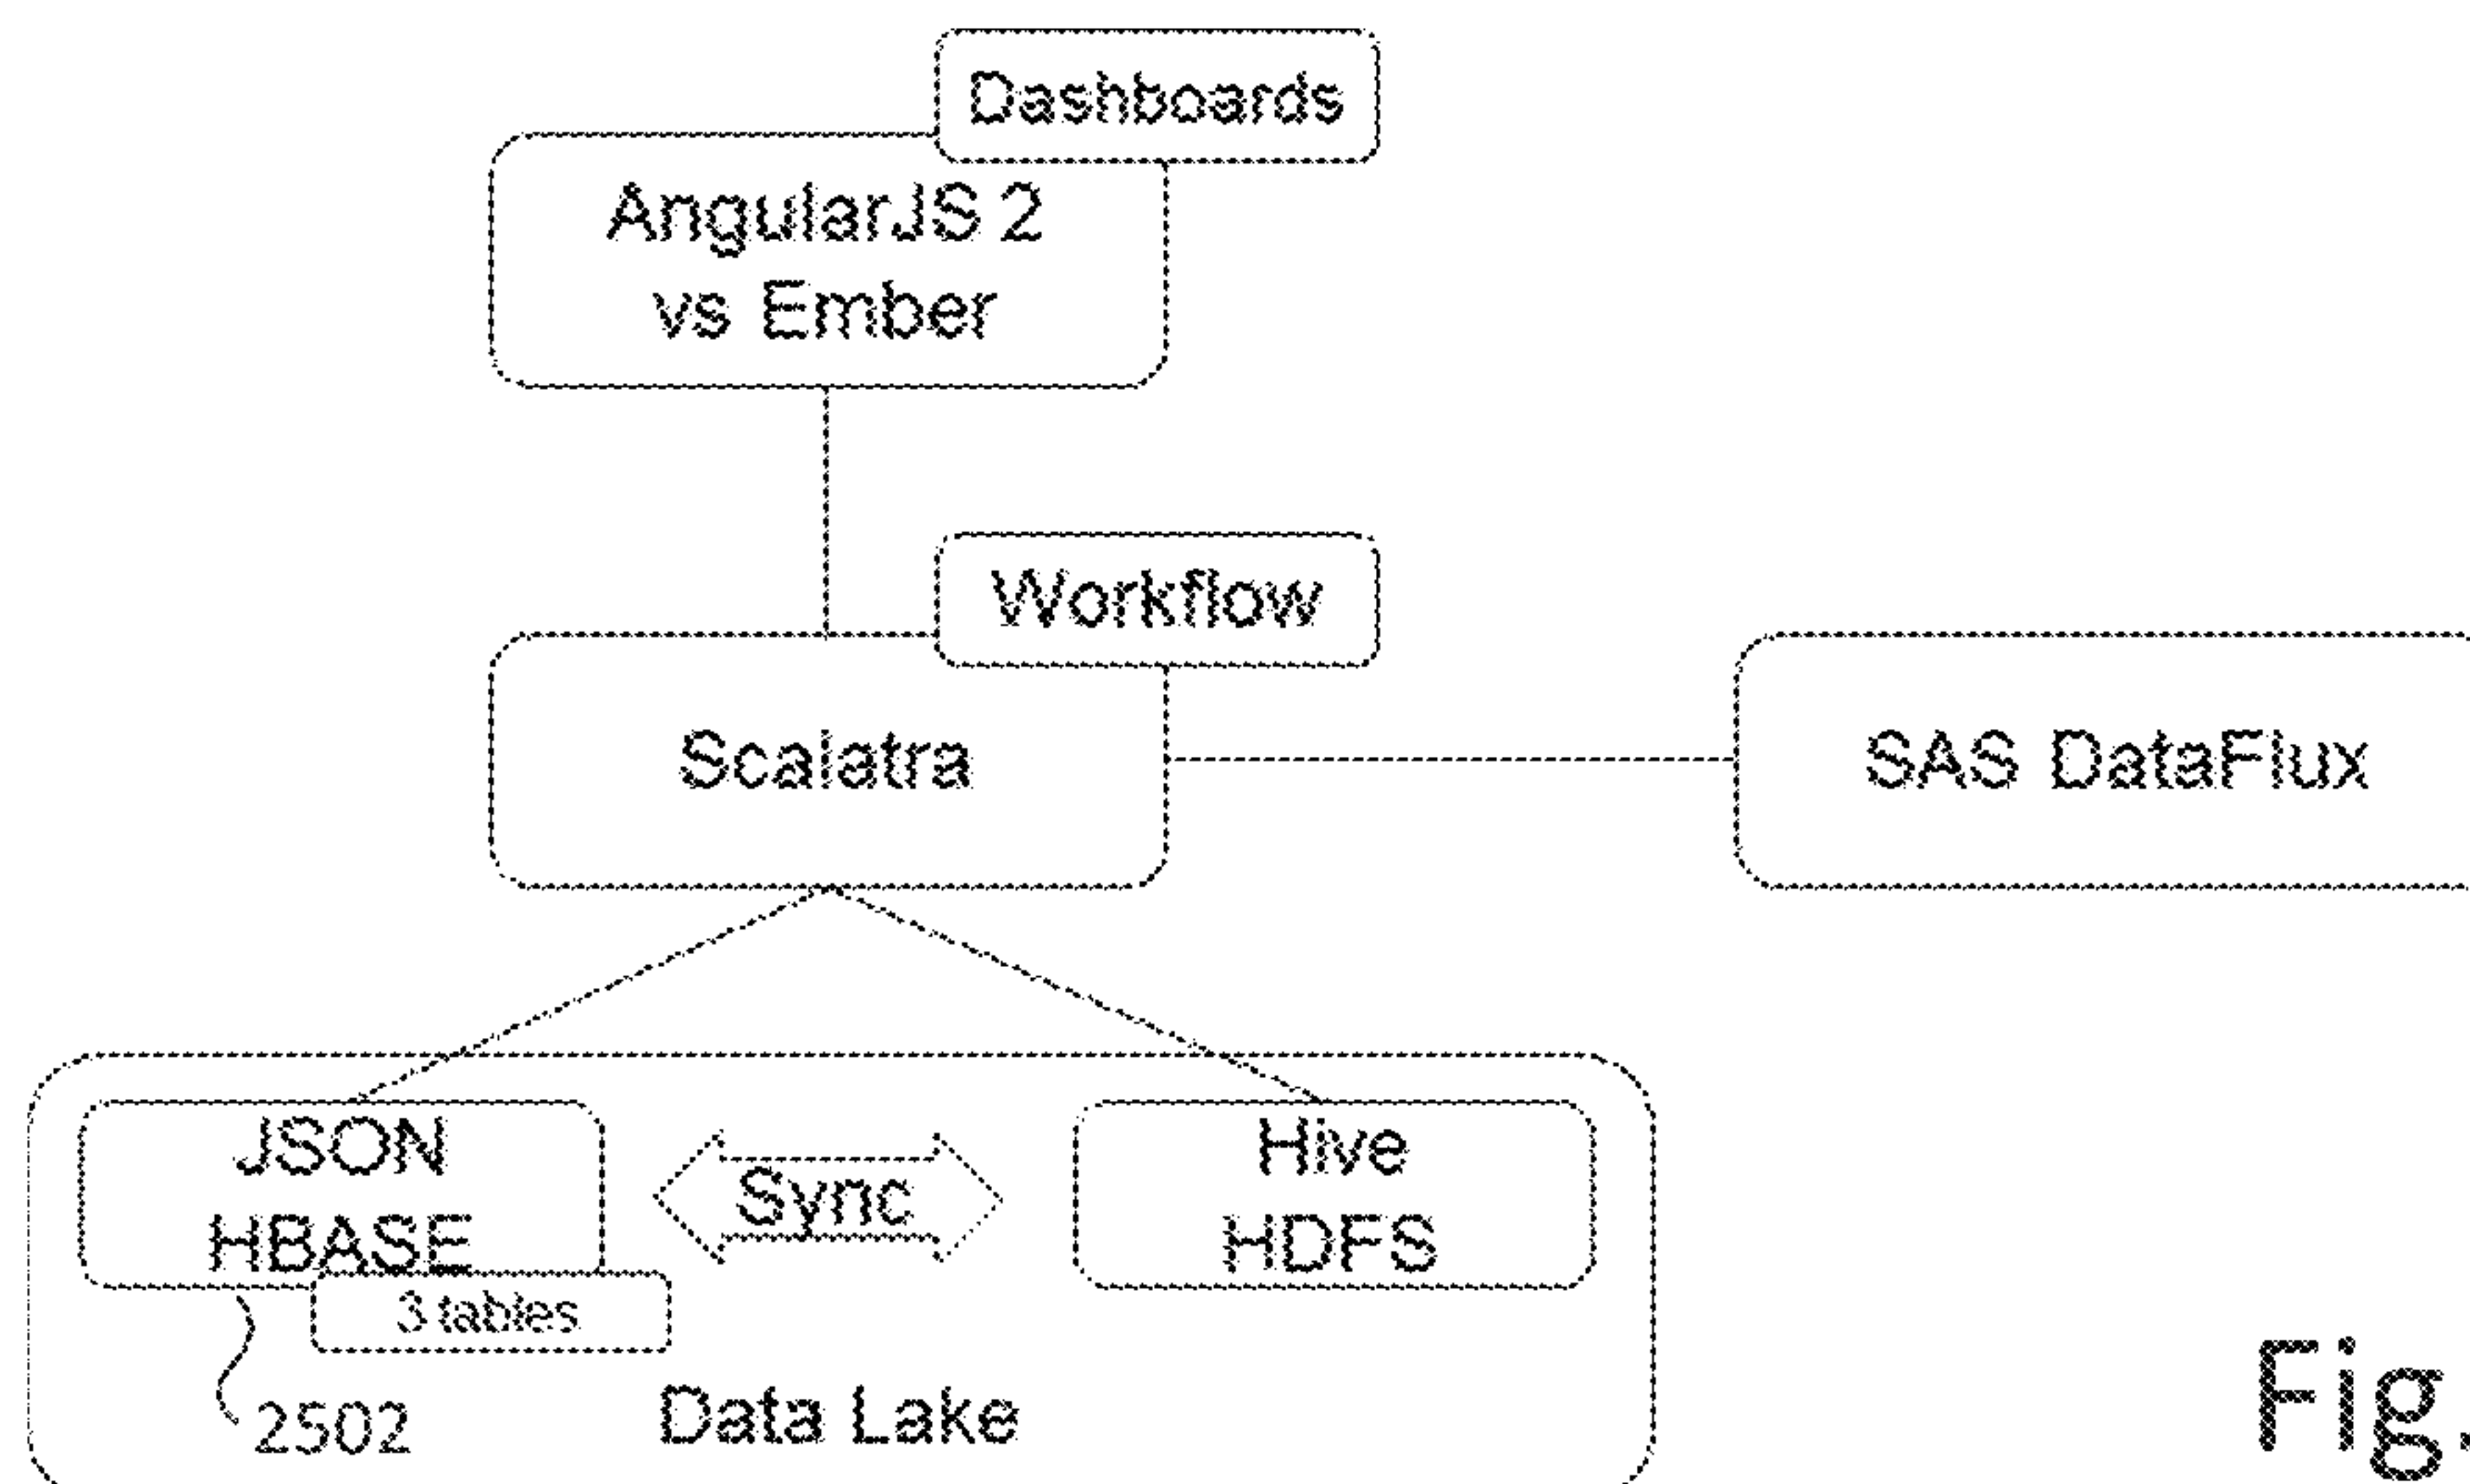 Dashboards
AngularJS 2
vs Ember
Workflow
Scalatra
SAS DataFlux
JSON
HBASE
Sync
Hive
HDFS
3 tables
2502
Data Lake
Fig.